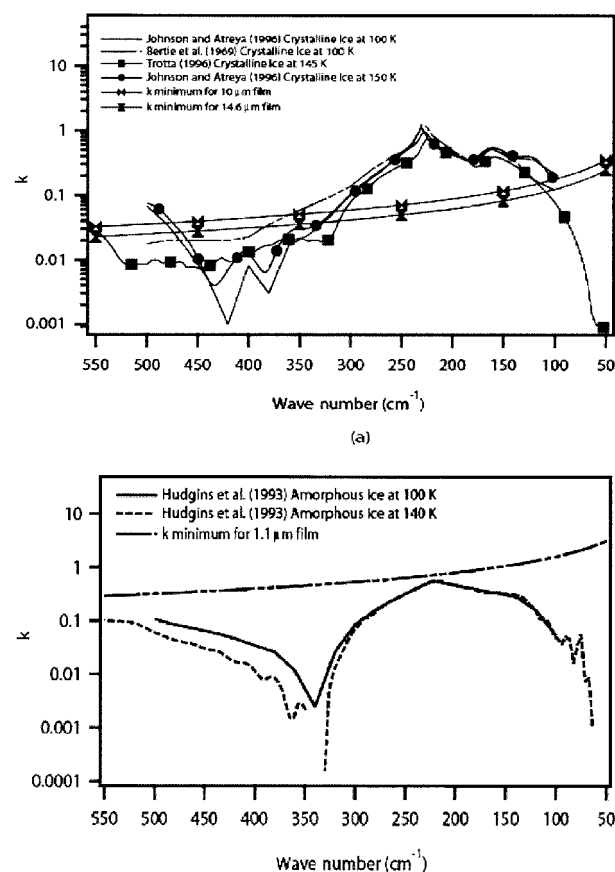 Johnson and Atreya (1996) Crystalline Ice at 100 K
Bertie et al. (1969) Crystalline Ice at 100 K
Trotta (1996) Crystalline Ice at 145 K
Johnson and Atreya (1996) Crystalline Ice at 150 K
k minimum for 10 μm film
k minimum for 14.6 μm film
10
1
0.1
0.01
0.001
k
550 500 450 400 350 300 250 200 150 100 50
Wave number (cm⁻¹)
(a)
Hudgins et al. (1993) Amorphous Ice at 100 K
Hudgins et al. (1993) Amorphous Ice at 140 K
k minimum for 1.1 μm film
10
1
0.1
0.01
0.001
0.0001
k
550 500 450 400 350 300 250 200 150 100 50
Wave number (cm⁻¹)